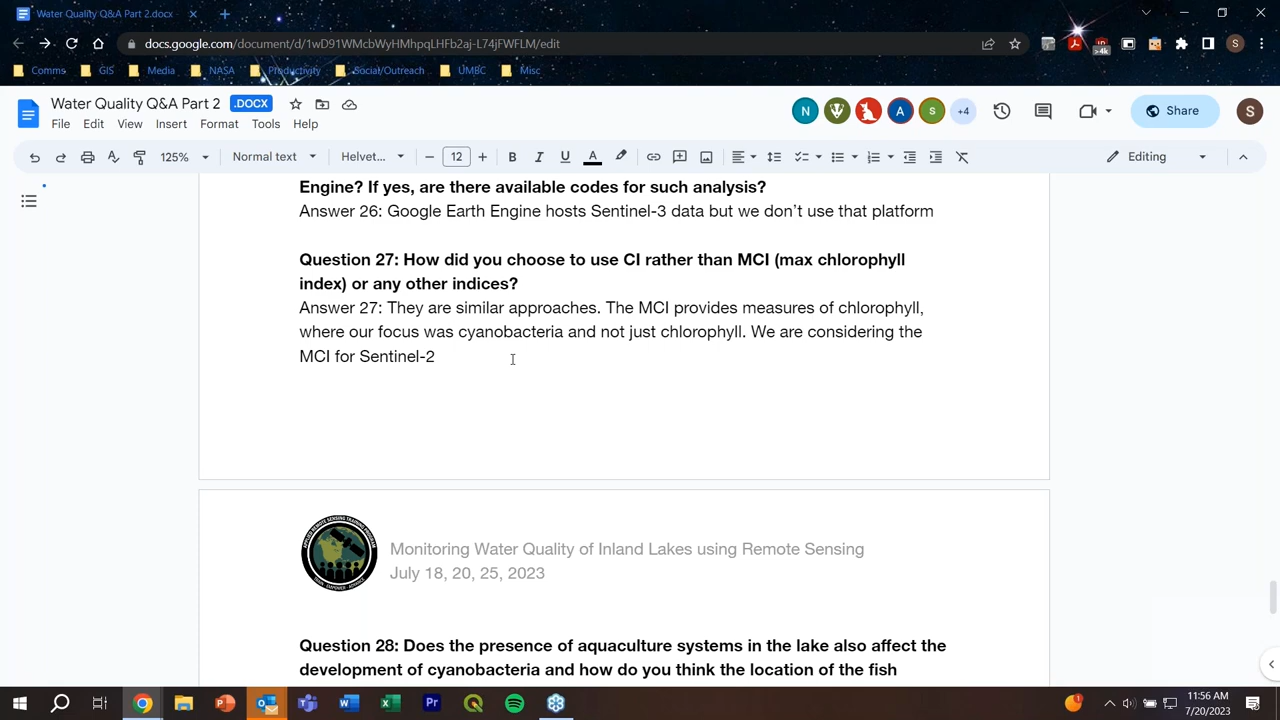 Water Quality Q&A Part 2.docx
docs.google.com/document/d/1wD91WMcbWyHMhpqLHFb2aj-L74jFWFLM/edit
>4k
S
Comms GIS Media NASA Productivity Social/Outreach UMBC Misc
Water Quality Q&A Part 2 .DOCX
N A S +4 Share S
File Edit View Insert Format Tools Help
125% Normal text Helvet... 12 B I U A Editing
Engine? If yes, are there available codes for such analysis?
Answer 26: Google Earth Engine hosts Sentinel-3 data but we don't use that platform
Question 27: How did you choose to use CI rather than MCI (max chlorophyll
index) or any other indices?
Answer 27: They are similar approaches. The MCI provides measures of chlorophyll,
where our focus was cyanobacteria and not just chlorophyll. We are considering the
MCI for Sentinel-2
Monitoring Water Quality of Inland Lakes using Remote Sensing
July 18, 20, 25, 2023
Question 28: Does the presence of aquaculture systems in the lake also affect the
development of cyanobacteria and how do you think the location of the fish
11:56 AM
7/20/2023